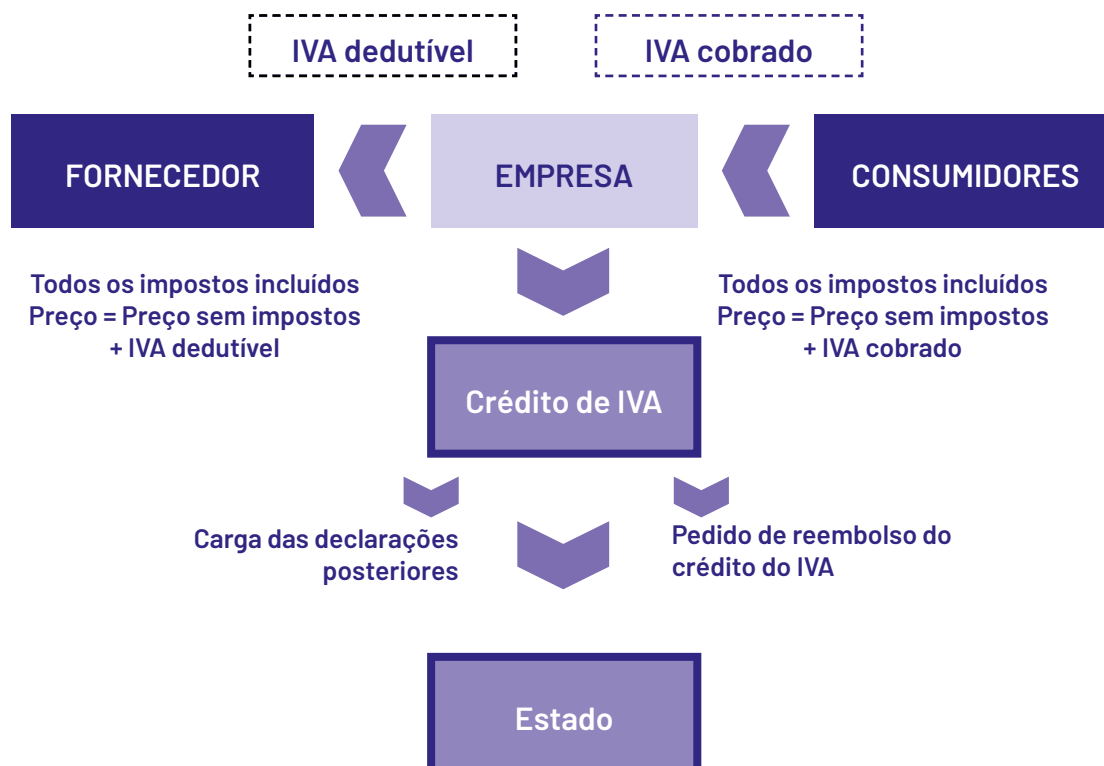 IVA dedutível
IVA cobrado
FORNECEDOR
EMPRESA
CONSUMIDORES
Todos os impostos incluídos
Preço = Preço sem impostos
+ IVA dedutível
Todos os impostos incluídos
Preço = Preço sem impostos
+ IVA cobrado
Crédito de IVA
Carga das declarações
posteriores
Pedido de reembolso do
crédito do IVA
Estado